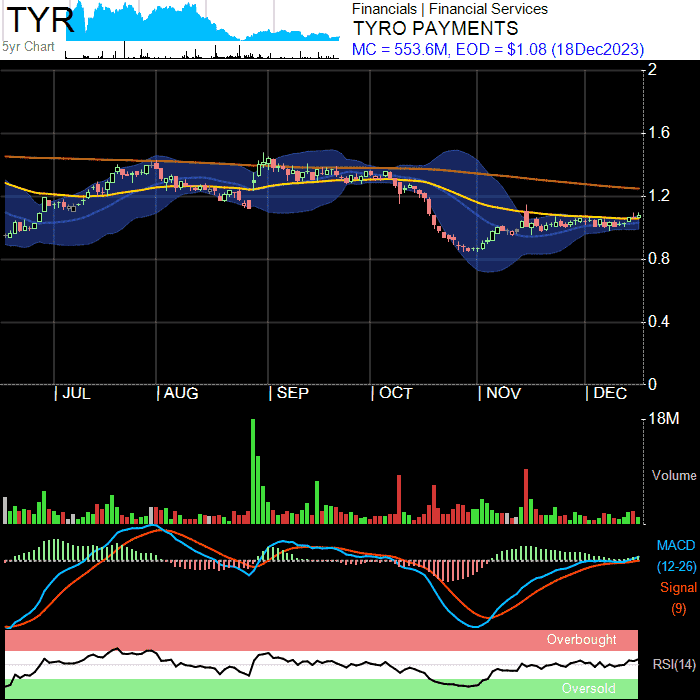 TYR
5yr Chart
Financials | Financial Services
TYRO PAYMENTS
MC = 553.6M, EOD = $1.08 (18Dec2023)
2
1.6
1.2
0.8
0.4
0
| JUL | AUG | SEP | OCT | NOV | DEC
18M
Volume
MACD
(12-26)
Signal
(9)
Overbought
RSI(14)
Oversold